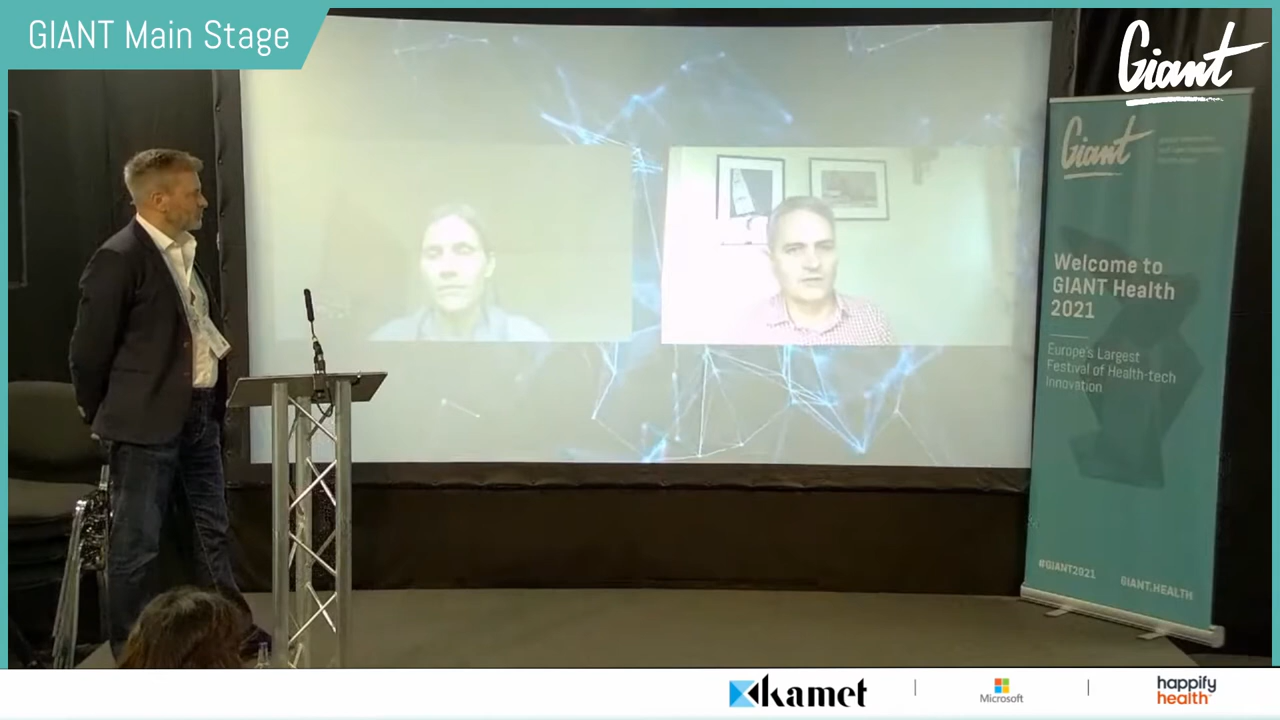 GIANT Main Stage
Giant
Giant
Welcome to
GIANT Health
2021
Europe's Largest
Festival of Health-tech
Innovation
#GIANT2021
GIANT.HEALTH
kamet
Microsoft
happify
health